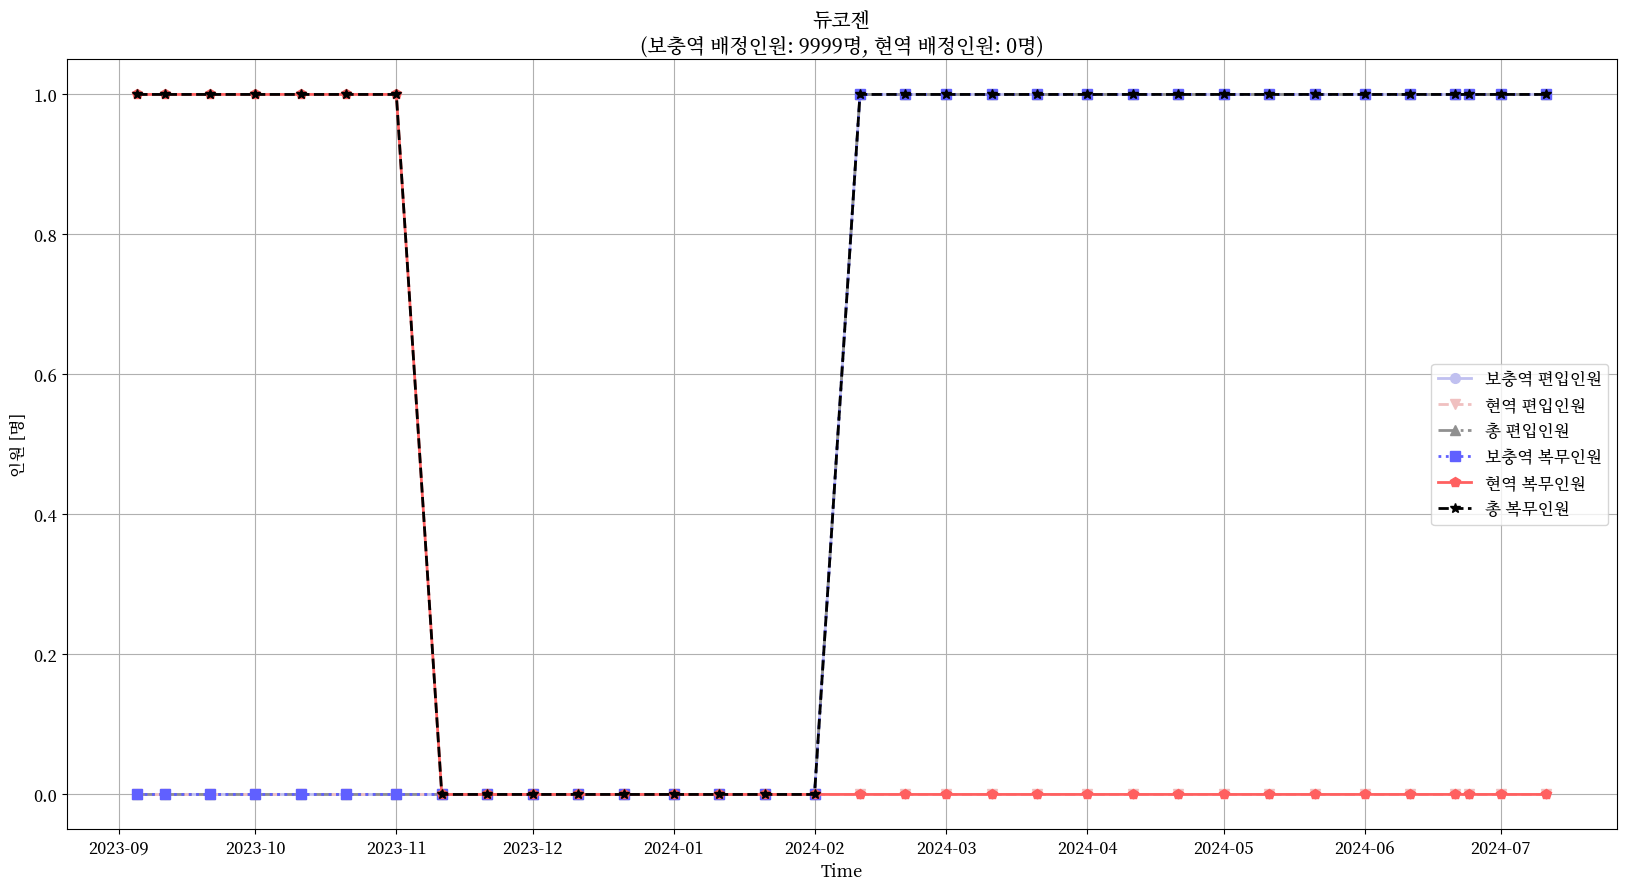 듀코젠
(보충역 배정인원: 9999명, 현역 배정인원: 0명)
1.0
0.8
0.6
0.4
0.2
0.0
인원 [명]
보충역 편입인원
현역 편입인원
총 편입인원
보충역 복무인원
현역 복무인원
총 복무인원
2023-09 2023-10 2023-11 2023-12 2024-01 2024-02 2024-03 2024-04 2024-05 2024-06 2024-07
Time